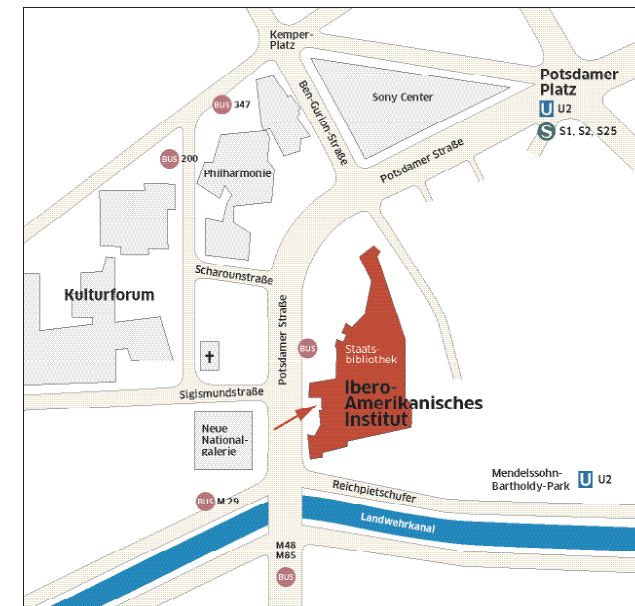 Kemper-
Platz
Potsdamer
Platz
U U2
S S1, S2, S25
BUS 347
Ben-Gurion-Straße
Sony Center
BUS 200
Philharmonie
Potsdamer Straße
Scharounstraße
Kulturforum
Potsdamer Straße
BUS
Staats-
bibliothek
Ibero-
Amerikanisches
Institut
Sigismundstraße
Neue
National-
galerie
Mendelssohn-
Bartholdy-Park
U U2
Reichpietschufer
BUS M29
Landwehrkanal
M48
M85
BUS